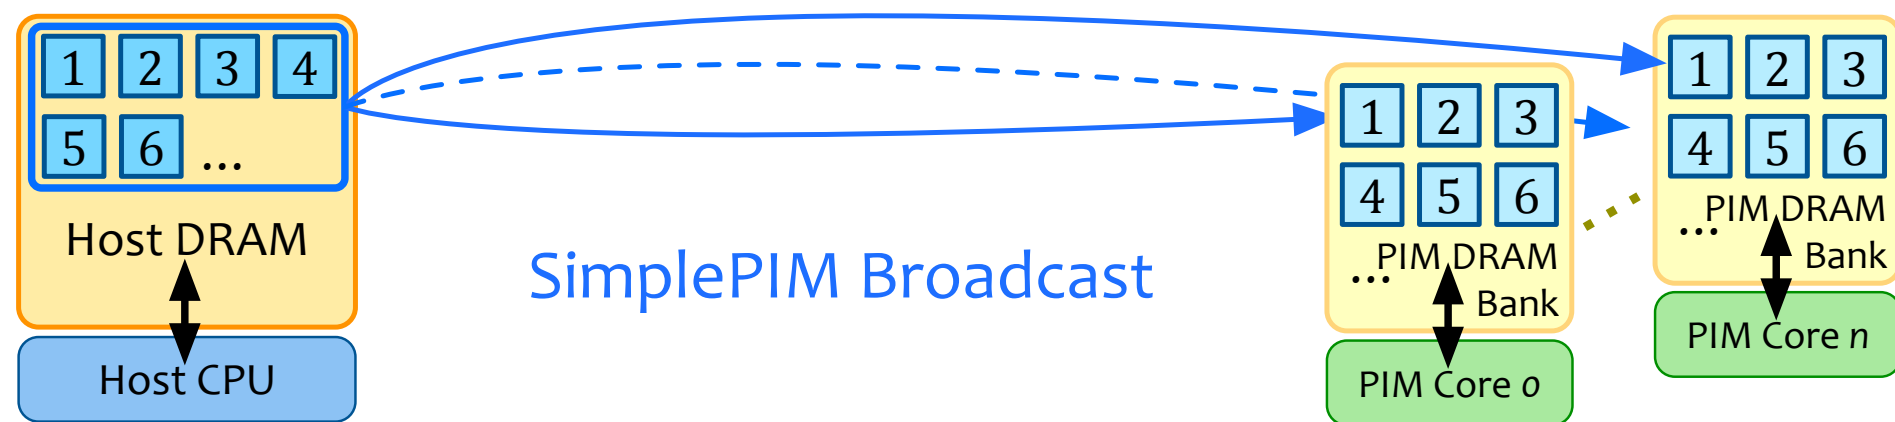 1 2 3 4
5 6 ...
Host DRAM
Host CPU
SimplePIM Broadcast
1 2 3
4 5 6
... PIM DRAM
Bank
PIM Core 0
1 2 3
4 5 6
... PIM DRAM
Bank
PIM Core n